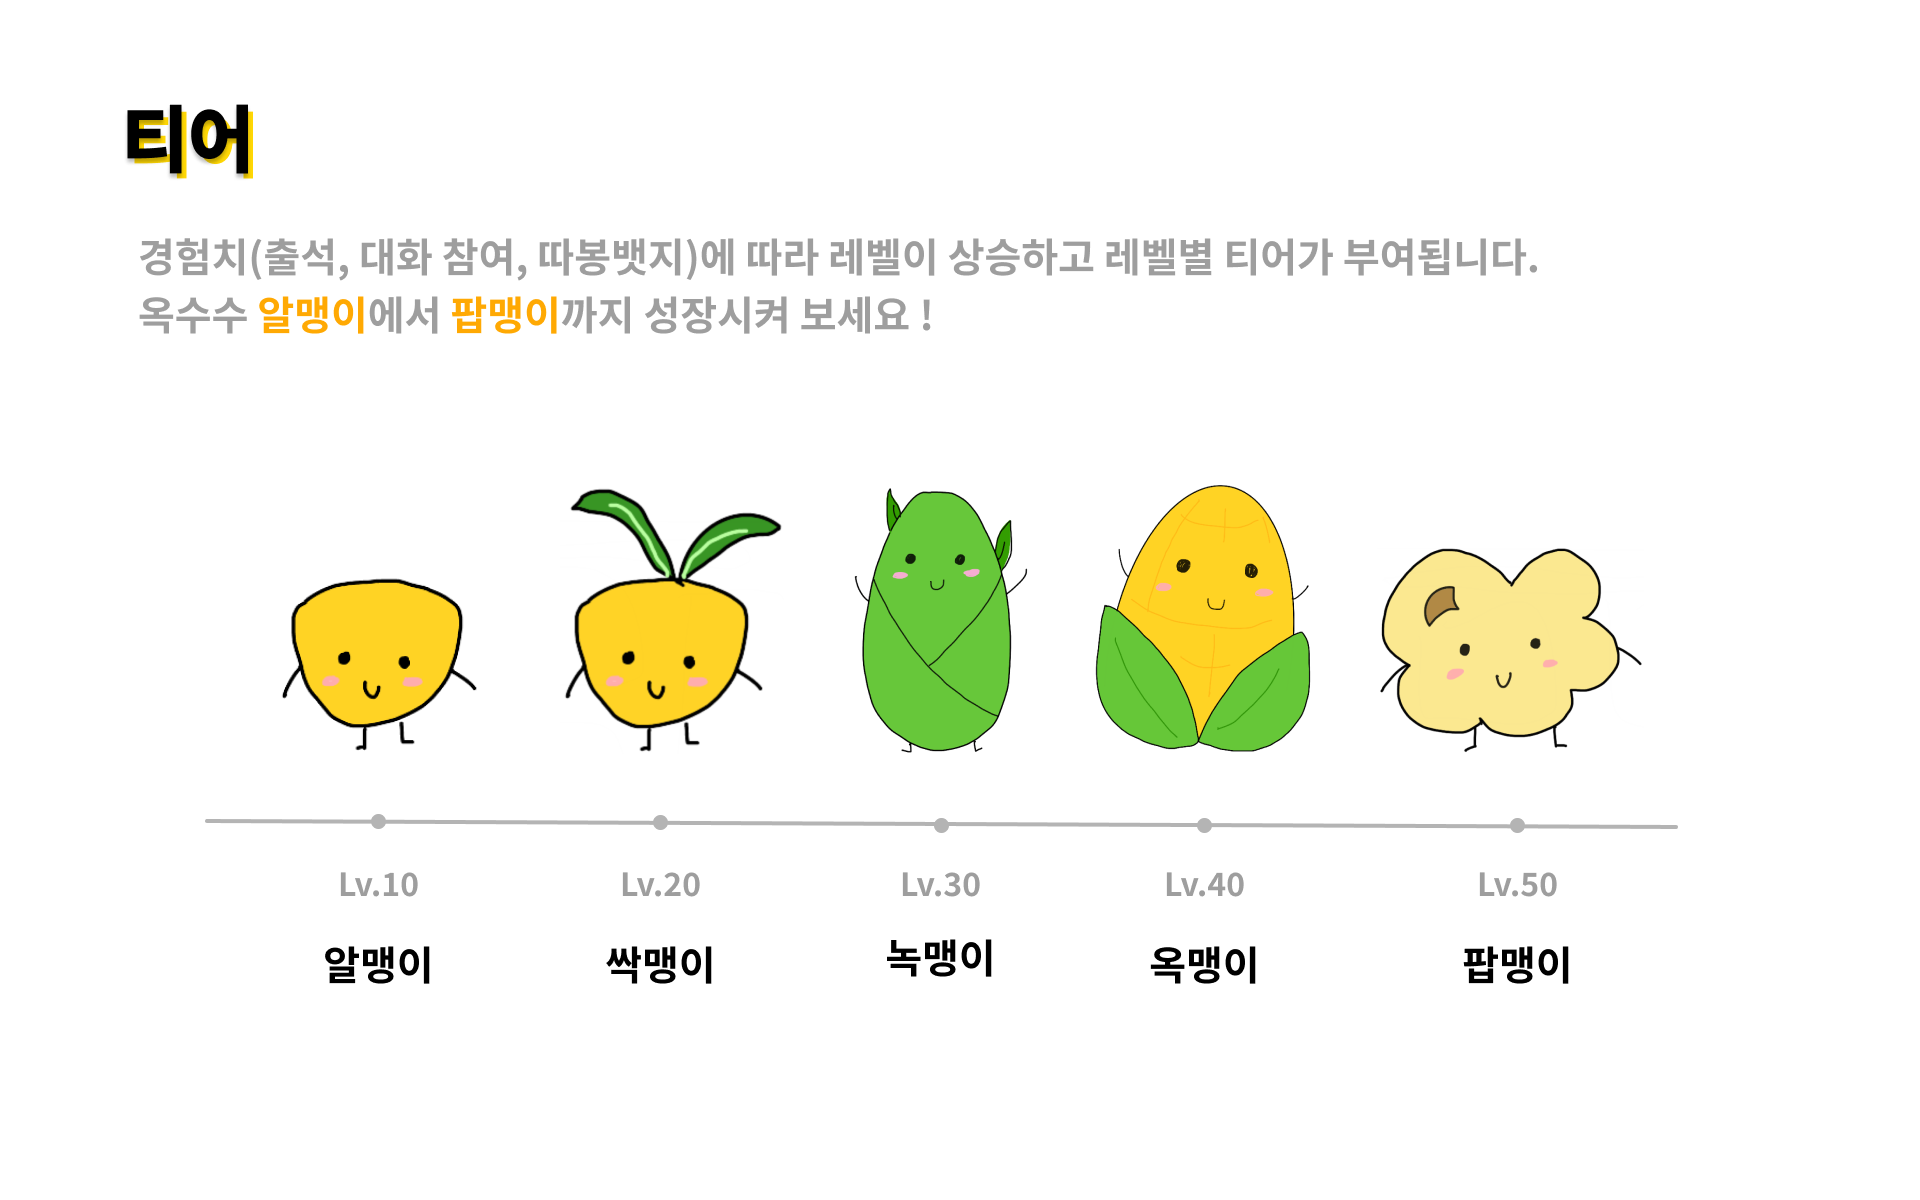 티어
경험치(출석, 대화 참여, 따봉뱃지)에 따라 레벨이 상승하고 레벨별 티어가 부여됩니다.
옥수수 알맹이에서 팝맹이까지 성장시켜 보세요 !
Lv.10
Lv.20
Lv.30
Lv.40
Lv.50
알맹이
싹맹이
녹맹이
옥맹이
팝맹이